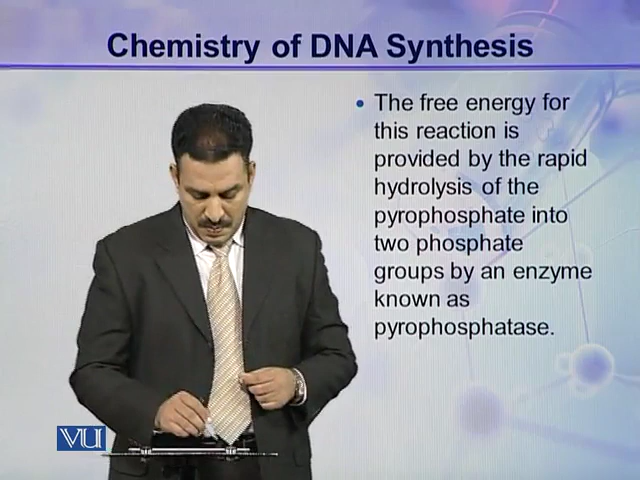 Chemistry of DNA Synthesis
• The free energy for
this reaction is
provided by the rapid
hydrolysis of the
pyrophosphate into
two phosphate
groups by an enzyme
known as
pyrophosphatase.
VU